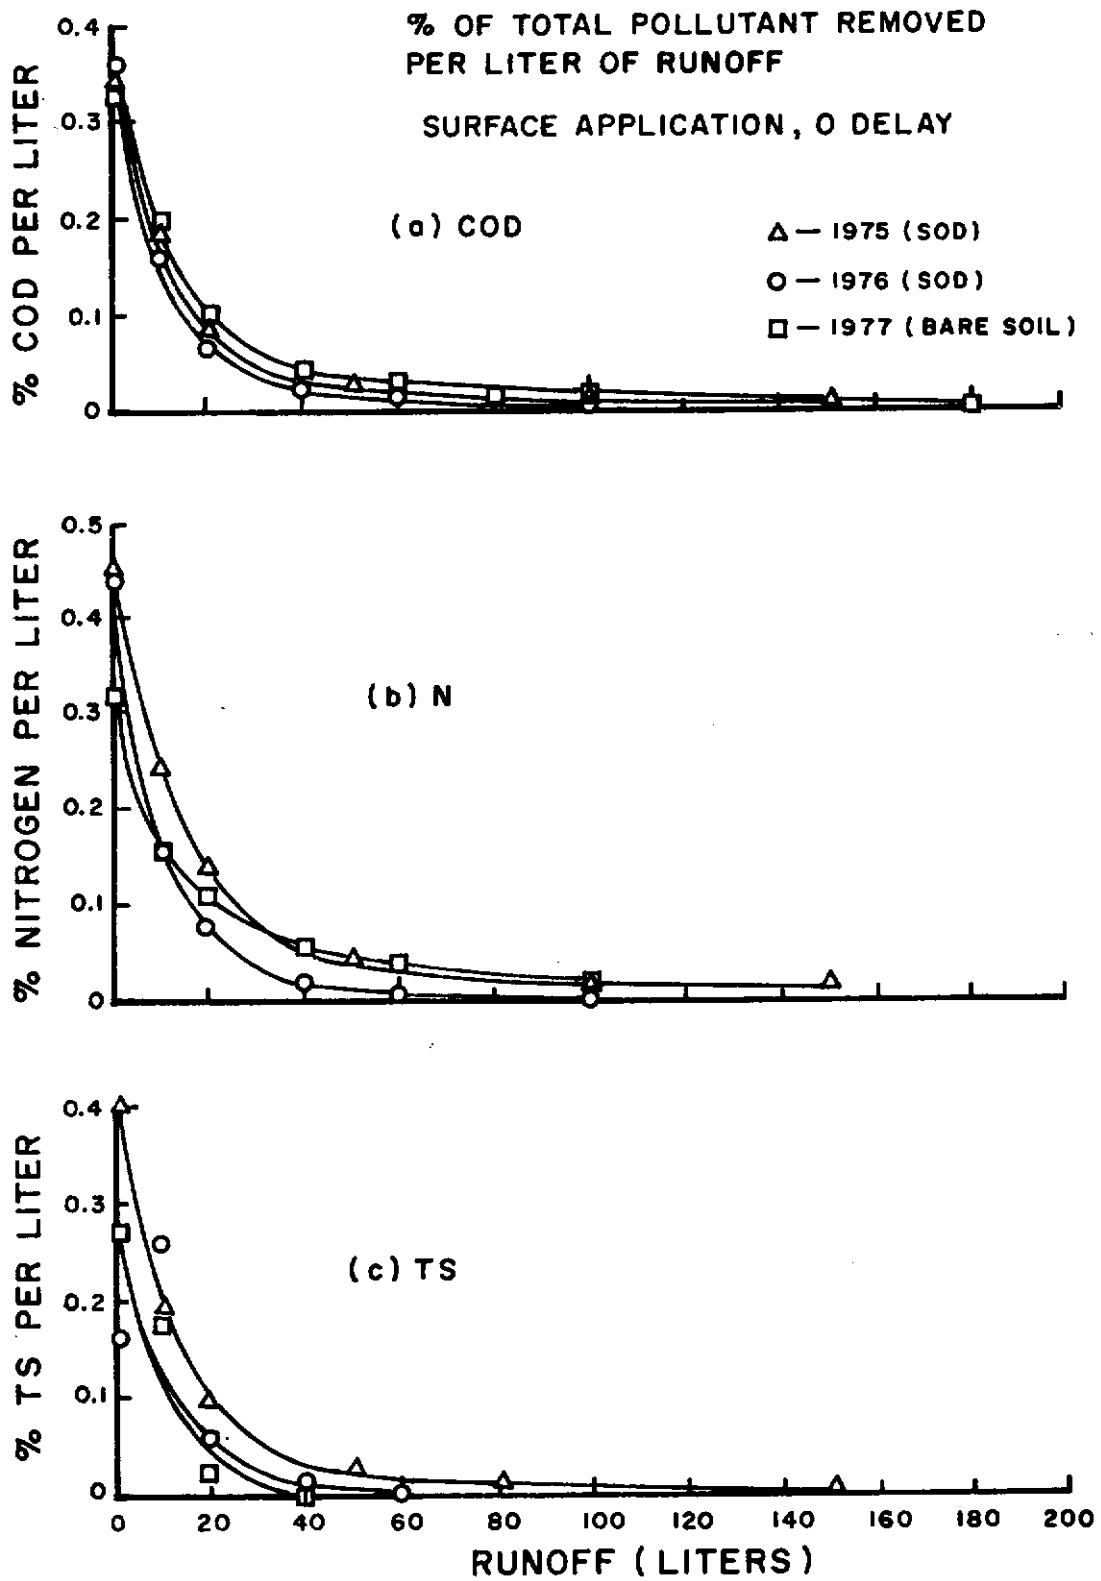 % OF TOTAL POLLUTANT REMOVED
PER LITER OF RUNOFF
SURFACE APPLICATION, 0 DELAY
% COD PER LITER
0.4
0.3
0.2
0.1
0
(a) COD
△ — 1975 (SOD)
○ — 1976 (SOD)
□ — 1977 (BARE SOIL)
% NITROGEN PER LITER
0.5
0.4
0.3
0.2
0.1
0
(b) N
% TS PER LITER
0.4
0.3
0.2
0.1
0
(c) TS
0 20 40 60 80 100 120 140 160 180 200
RUNOFF (LITERS)